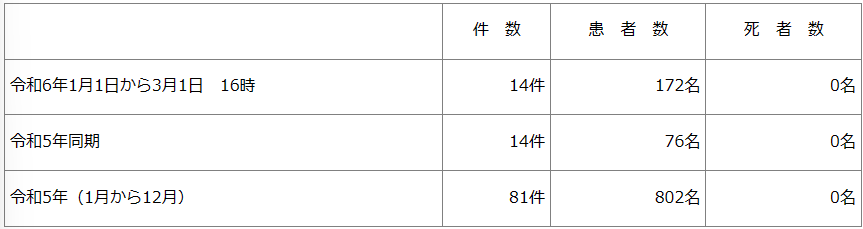 件　数　患　者　数　死　者　数
令和6年1月1日から3月1日　16時　14件　172名　0名
令和5年同期　14件　76名　0名
令和5年（1月から12月）　81件　802名　0名